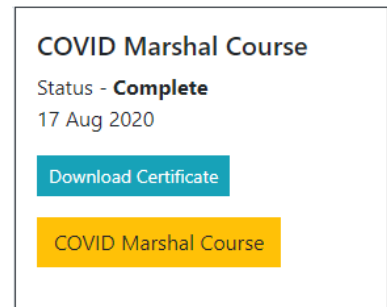 COVID Marshal Course
Status - Complete
17 Aug 2020
Download Certificate
COVID Marshal Course